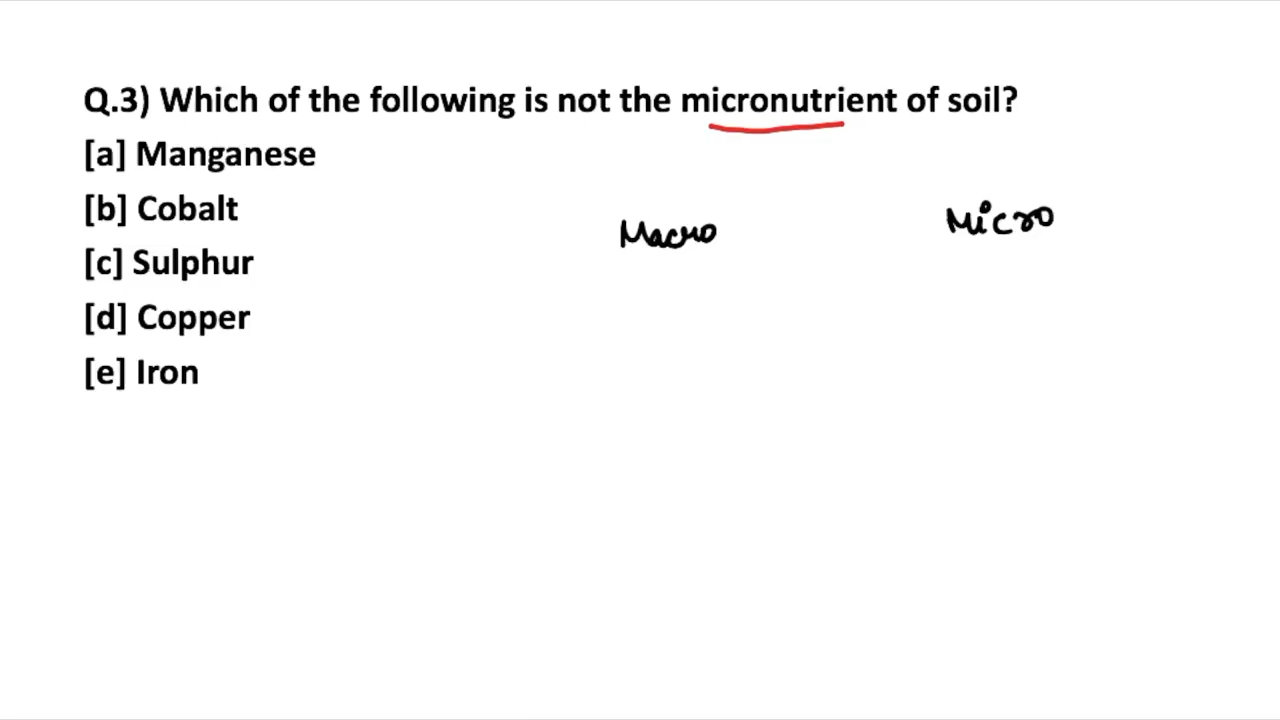 Q.3) Which of the following is not the micronutrient of soil?
[a] Manganese
[b] Cobalt
[c] Sulphur
[d] Copper
[e] Iron
Macro
Micro